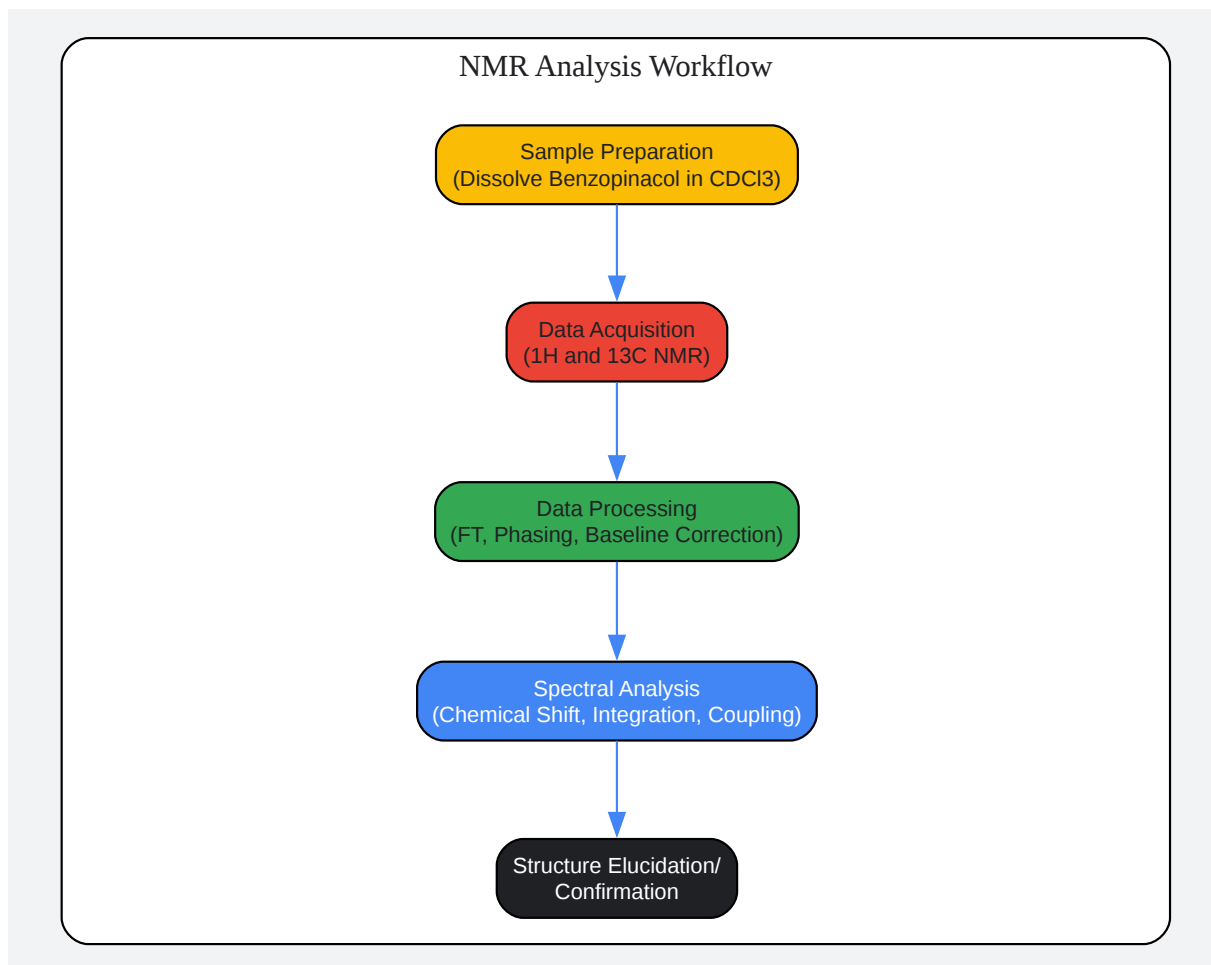 NMR Analysis Workflow
Sample Preparation
(Dissolve Benzopinacol in CDCl3)
Data Acquisition
(1H and 13C NMR)
Data Processing
(FT, Phasing, Baseline Correction)
Spectral Analysis
(Chemical Shift, Integration, Coupling)
Structure Elucidation/
Confirmation